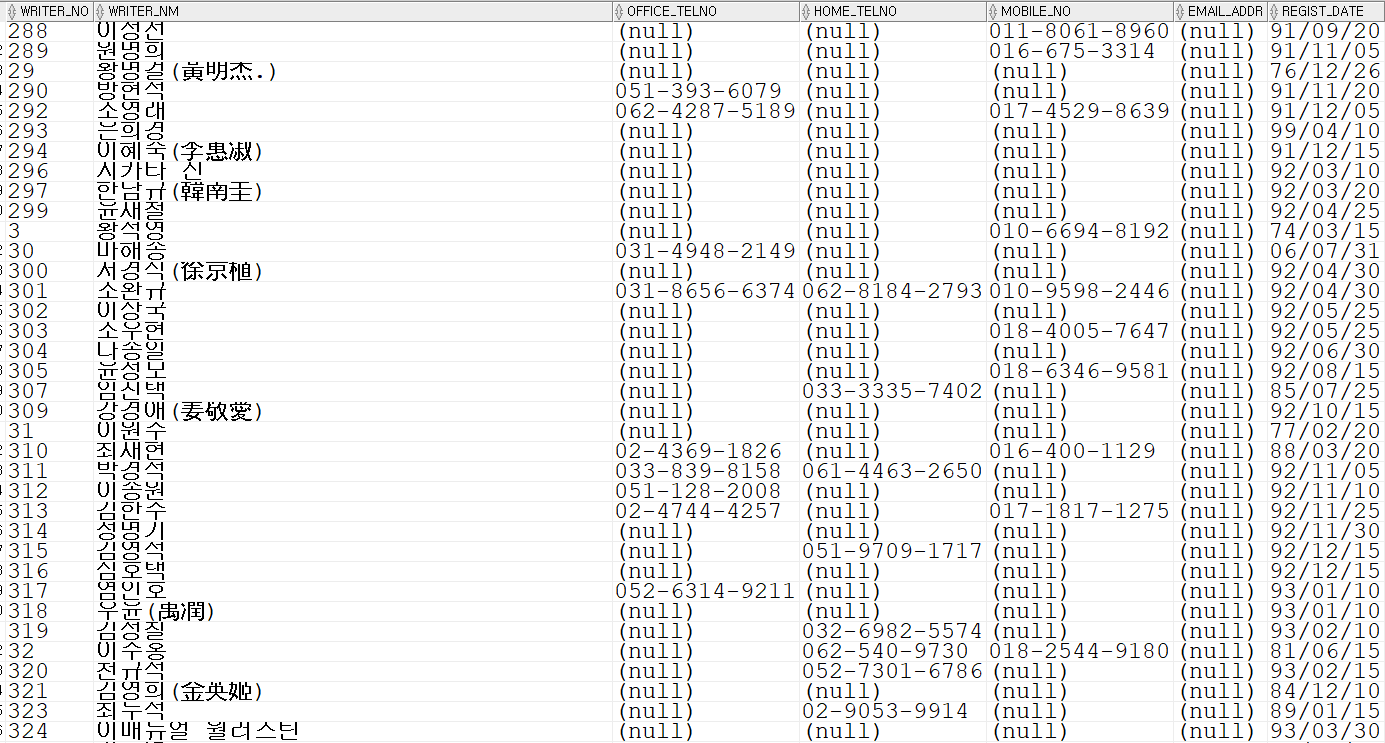 WRITER_NO WRITER_NM OFFICE_TELNO HOME_TELNO MOBILE_NO EMAIL_ADDR REGIST_DATE
288 이성선 (null) (null) 011-8061-8960 (null) 91/09/20
289 원명희 (null) (null) 016-675-3314 (null) 91/11/05
29 황명걸(黃明杰.) (null) (null) (null) (null) 76/12/26
290 방현석 051-393-6079 (null) (null) (null) 91/11/20
292 소영대 062-4287-5189 (null) 017-4529-8639 (null) 91/12/05
293 은희경 (null) (null) (null) (null) 99/04/10
294 이혜숙(李惠淑) (null) (null) (null) (null) 91/12/15
296 시카타 신 (null) (null) (null) (null) 92/03/10
297 한남규(韓南圭) (null) (null) (null) (null) 92/03/20
299 윤새절 (null) (null) (null) (null) 92/04/25
3 황석영 (null) (null) 010-6694-8192 (null) 74/03/15
30 마해송 031-4948-2149 (null) (null) (null) 06/07/31
300 서경식(徐京植) (null) (null) (null) (null) 92/04/30
301 소완규 031-8656-6374 062-8184-2793 010-9598-2446 (null) 92/04/30
302 이상국 (null) (null) (null) (null) 92/05/25
303 소우현 (null) (null) 018-4005-7647 (null) 92/05/25
304 나송일 (null) (null) (null) (null) 92/06/30
305 윤성모 (null) (null) 018-6346-9581 (null) 92/08/15
307 임신택 (null) 033-3335-7402 (null) (null) 85/07/25
309 강경애(姜敬愛) (null) (null) (null) (null) 92/10/15
31 이원수 (null) (null) (null) (null) 77/02/20
310 최새현 02-4369-1826 (null) 016-400-1129 (null) 88/03/20
311 박경석 033-839-8158 061-4463-2650 (null) (null) 92/11/05
312 이송원 051-128-2008 (null) (null) (null) 92/11/10
313 김한수 02-4744-4257 (null) 017-1817-1275 (null) 92/11/25
314 성명기 (null) (null) (null) (null) 92/11/30
315 김영석 (null) 051-9709-1717 (null) (null) 92/12/15
316 심호택 (null) (null) (null) (null) 92/12/15
317 염인호 052-6314-9211 (null) (null) (null) 93/01/10
318 우윤(禹潤) (null) (null) (null) (null) 93/01/10
319 김성질 (null) 032-6982-5574 (null) (null) 93/02/10
32 이수옹 (null) 062-540-9730 018-2544-9180 (null) 81/06/15
320 전규석 (null) 052-7301-6786 (null) (null) 93/02/15
321 김영희(金英姬) (null) (null) (null) (null) 84/12/10
323 최두석 (null) 02-9053-9914 (null) (null) 89/01/15
324 이매뉴얼 월러스틴 (null) (null) (null) (null) 93/03/30